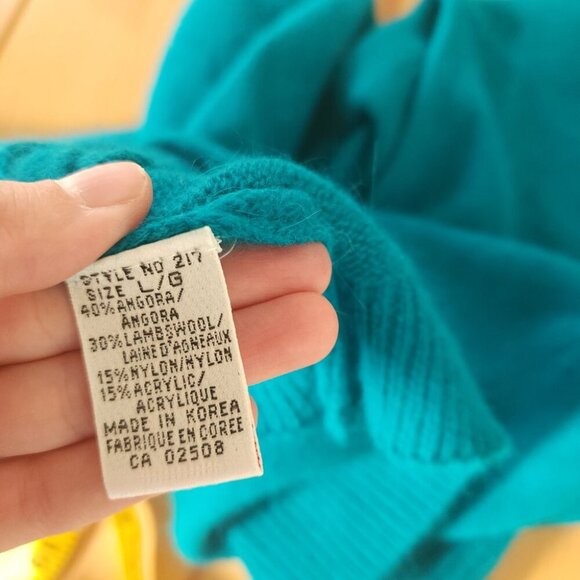 STYLE NO 217
SIZE L/G
40% ANGORA/
ANGORA
30% LAMBSWOOL/
LAINE D'AGNEAUX
15% NYLON/NYLON
15% ACRYLIC/
ACRYLIQUE
MADE IN KOREA
FABRIQUE EN COREE
CA 02508